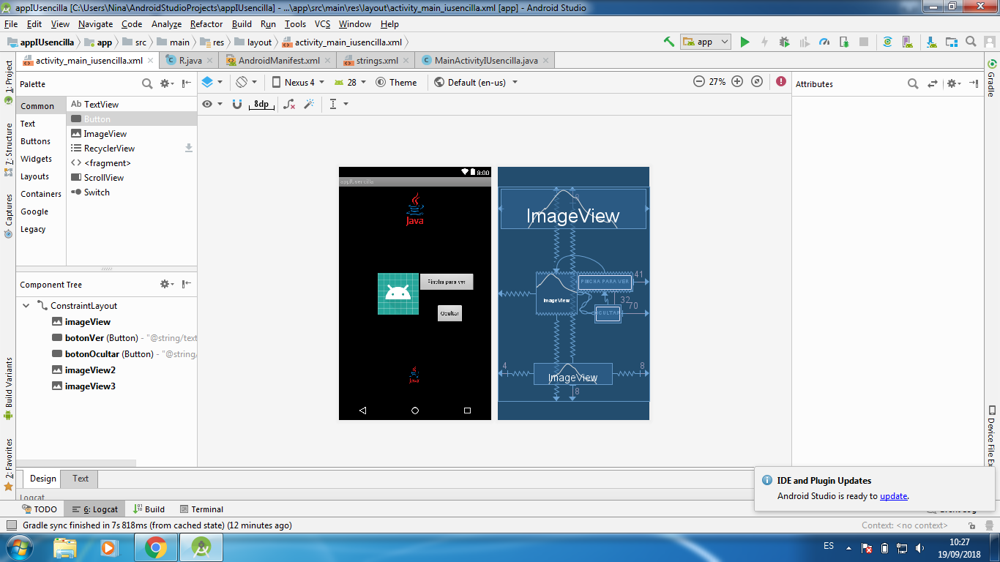 appIUsencilla [C:\Users\Nina\AndroidStudioProjects\appIUsencilla] - ...\app\src\main\res\layout\activity_main_iusencilla.xml [app] - Android Studio
File Edit View Navigate Code Analyze Refactor Build Run Tools VCS Window Help
appIUsencilla app src main res layout activity_main_iusencilla.xml app
activity_main_iusencilla.xml R.java AndroidManifest.xml strings.xml MainActivityIUsencilla.java
1: Project
7: Structure
Captures
Build Variants
2: Favorites
Palette
Common
Text
Buttons
Widgets
Layouts
Containers
Google
Legacy
Ab TextView
Button
ImageView
RecyclerView
<fragment>
ScrollView
Switch
Component Tree
ConstraintLayout
imageView
botonVer (Button) - "@string/text
botonOcultar (Button) - "@string/
imageView2
imageView3
Nexus 4 28 Theme Default (en-us) 27%
8dp
8:00
appIUsencilla
Java
Pincha para ver
Ocultar
Java
8
ImageView
PINCHA PARA VER 41
ImageView
32
70
OCULTAR
4 8
ImageView
8
Attributes
Gradle
Device File Ex
Design Text
Logcat
IDE and Plugin Updates
Android Studio is ready to update.
TODO 6: Logcat Build Terminal Event Log
Gradle sync finished in 7s 818ms (from cached state) (12 minutes ago)
Context: <no context>
ES
10:27
19/09/2018